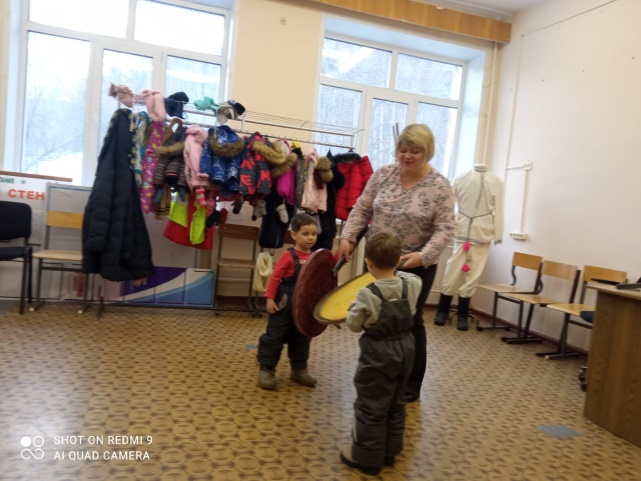 СТЕН
SHOT ON REDMI 9
AI QUAD CAMERA